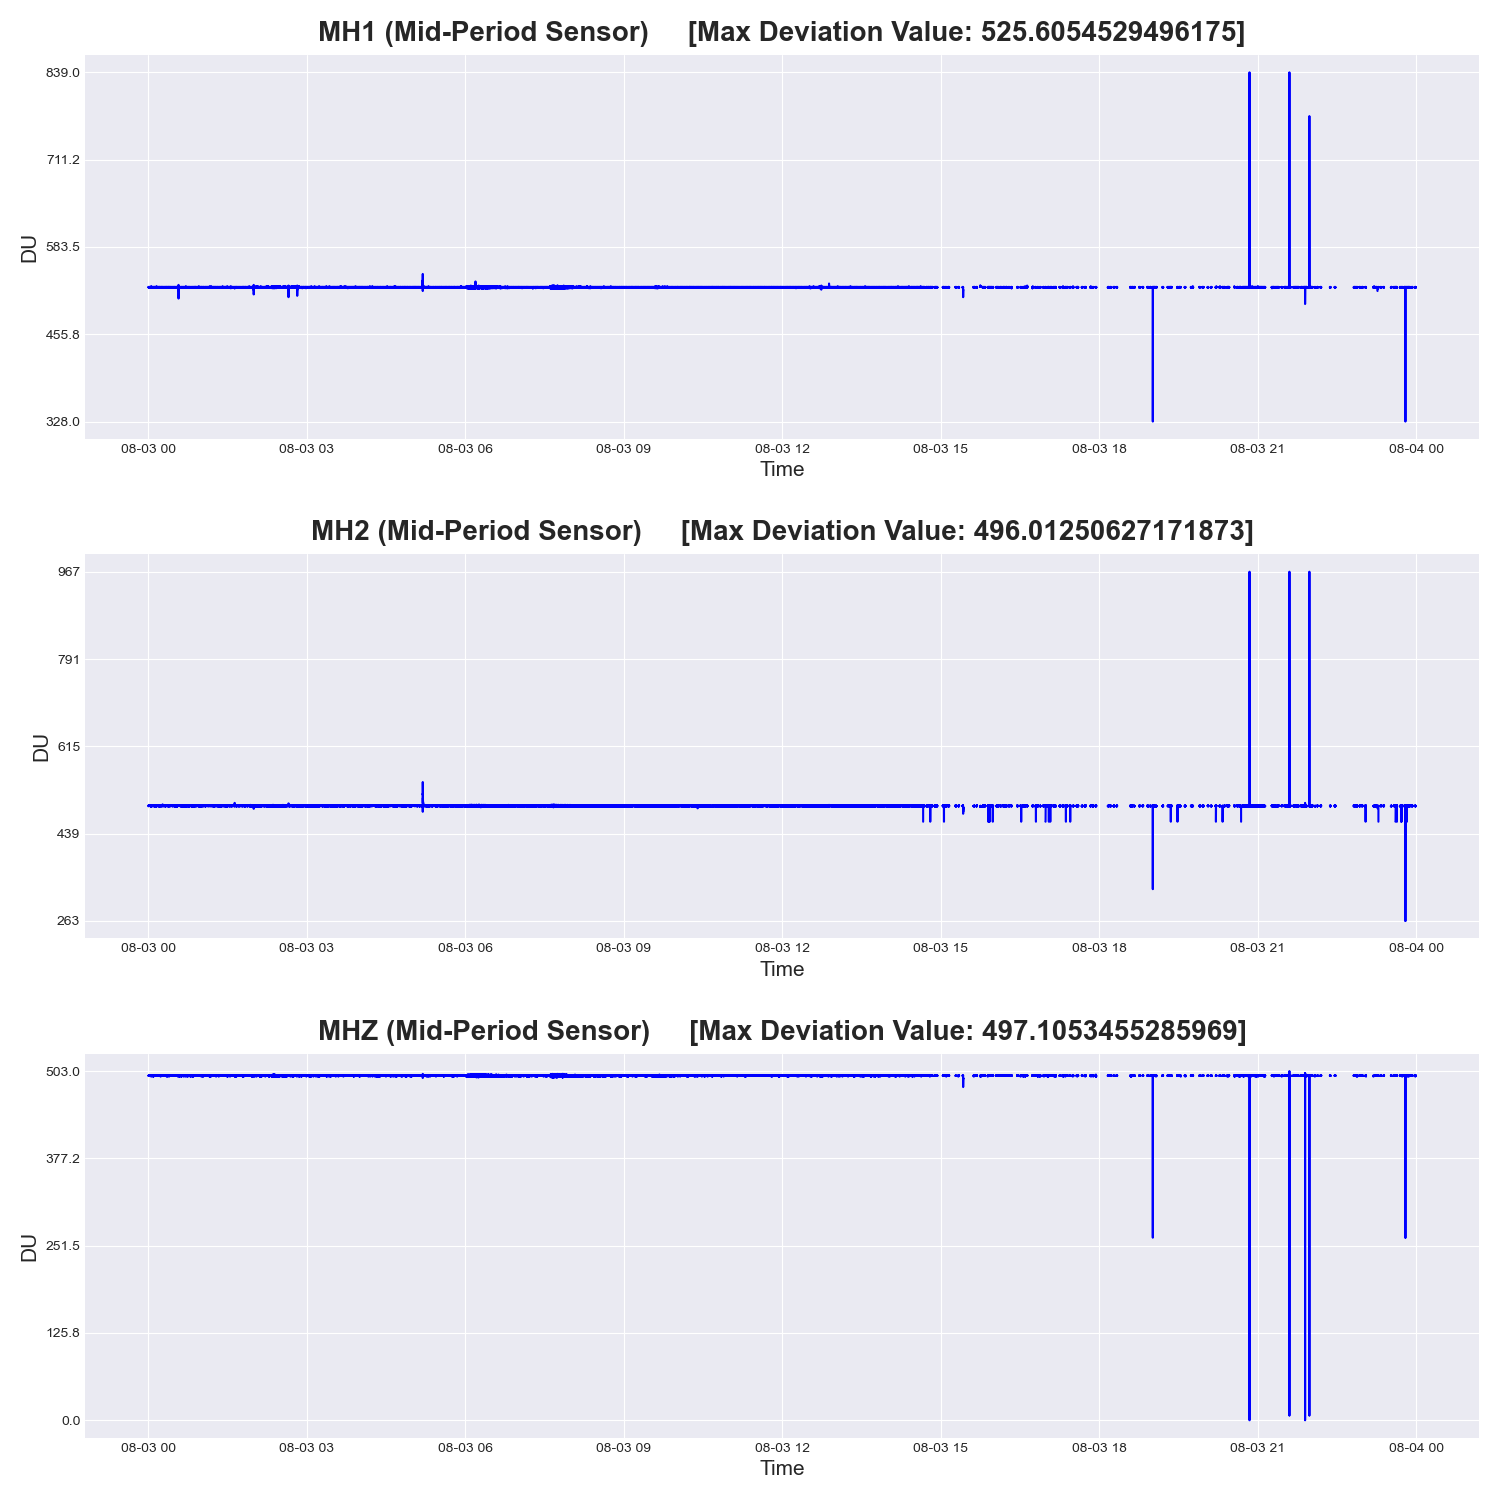 MH1 (Mid-Period Sensor) [Max Deviation Value: 525.6054529496175]
839.0
711.2
583.5
455.8
328.0
DU
08-03 00 08-03 03 08-03 06 08-03 09 08-03 12 08-03 15 08-03 18 08-03 21 08-04 00
Time
MH2 (Mid-Period Sensor) [Max Deviation Value: 496.01250627171873]
967
791
615
439
263
DU
08-03 00 08-03 03 08-03 06 08-03 09 08-03 12 08-03 15 08-03 18 08-03 21 08-04 00
Time
MHZ (Mid-Period Sensor) [Max Deviation Value: 497.1053455285969]
503.0
377.2
251.5
125.8
0.0
DU
08-03 00 08-03 03 08-03 06 08-03 09 08-03 12 08-03 15 08-03 18 08-03 21 08-04 00
Time